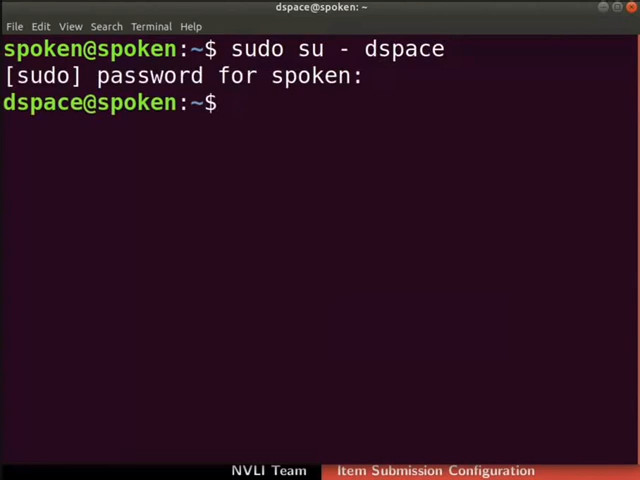 dspace@spoken: ~
File Edit View Search Terminal Help
spoken@spoken:~$ sudo su - dspace
[sudo] password for spoken:
dspace@spoken:~$
NVLI Team Item Submission Configuration